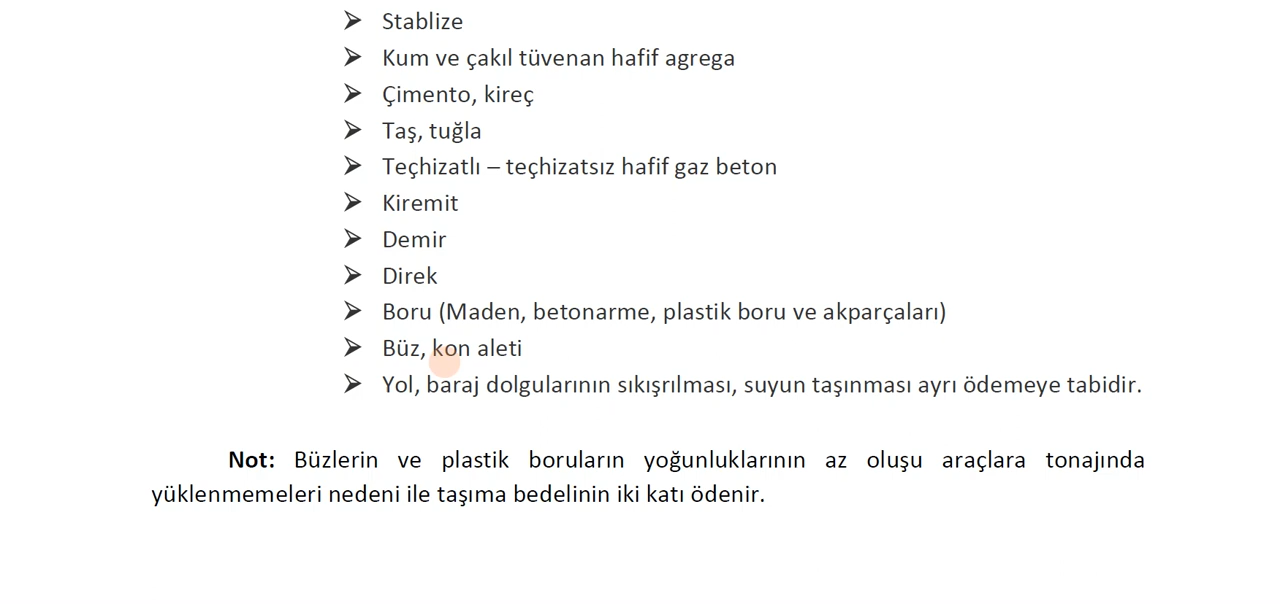 ➢ Stablize
➢ Kum ve çakıl tüvenan hafif agrega
➢ Çimento, kireç
➢ Taş, tuğla
➢ Teçhizatlı – teçhizatsız hafif gaz beton
➢ Kiremit
➢ Demir
➢ Direk
➢ Boru (Maden, betonarme, plastik boru ve akparçaları)
➢ Büz, kon aleti
➢ Yol, baraj dolgularının sıkışrılması, suyun taşınması ayrı ödemeye tabidir.
Not: Büzlerin ve plastik boruların yoğunluklarının az oluşu araçlara tonajında
yüklenmemeleri nedeni ile taşıma bedelinin iki katı ödenir.